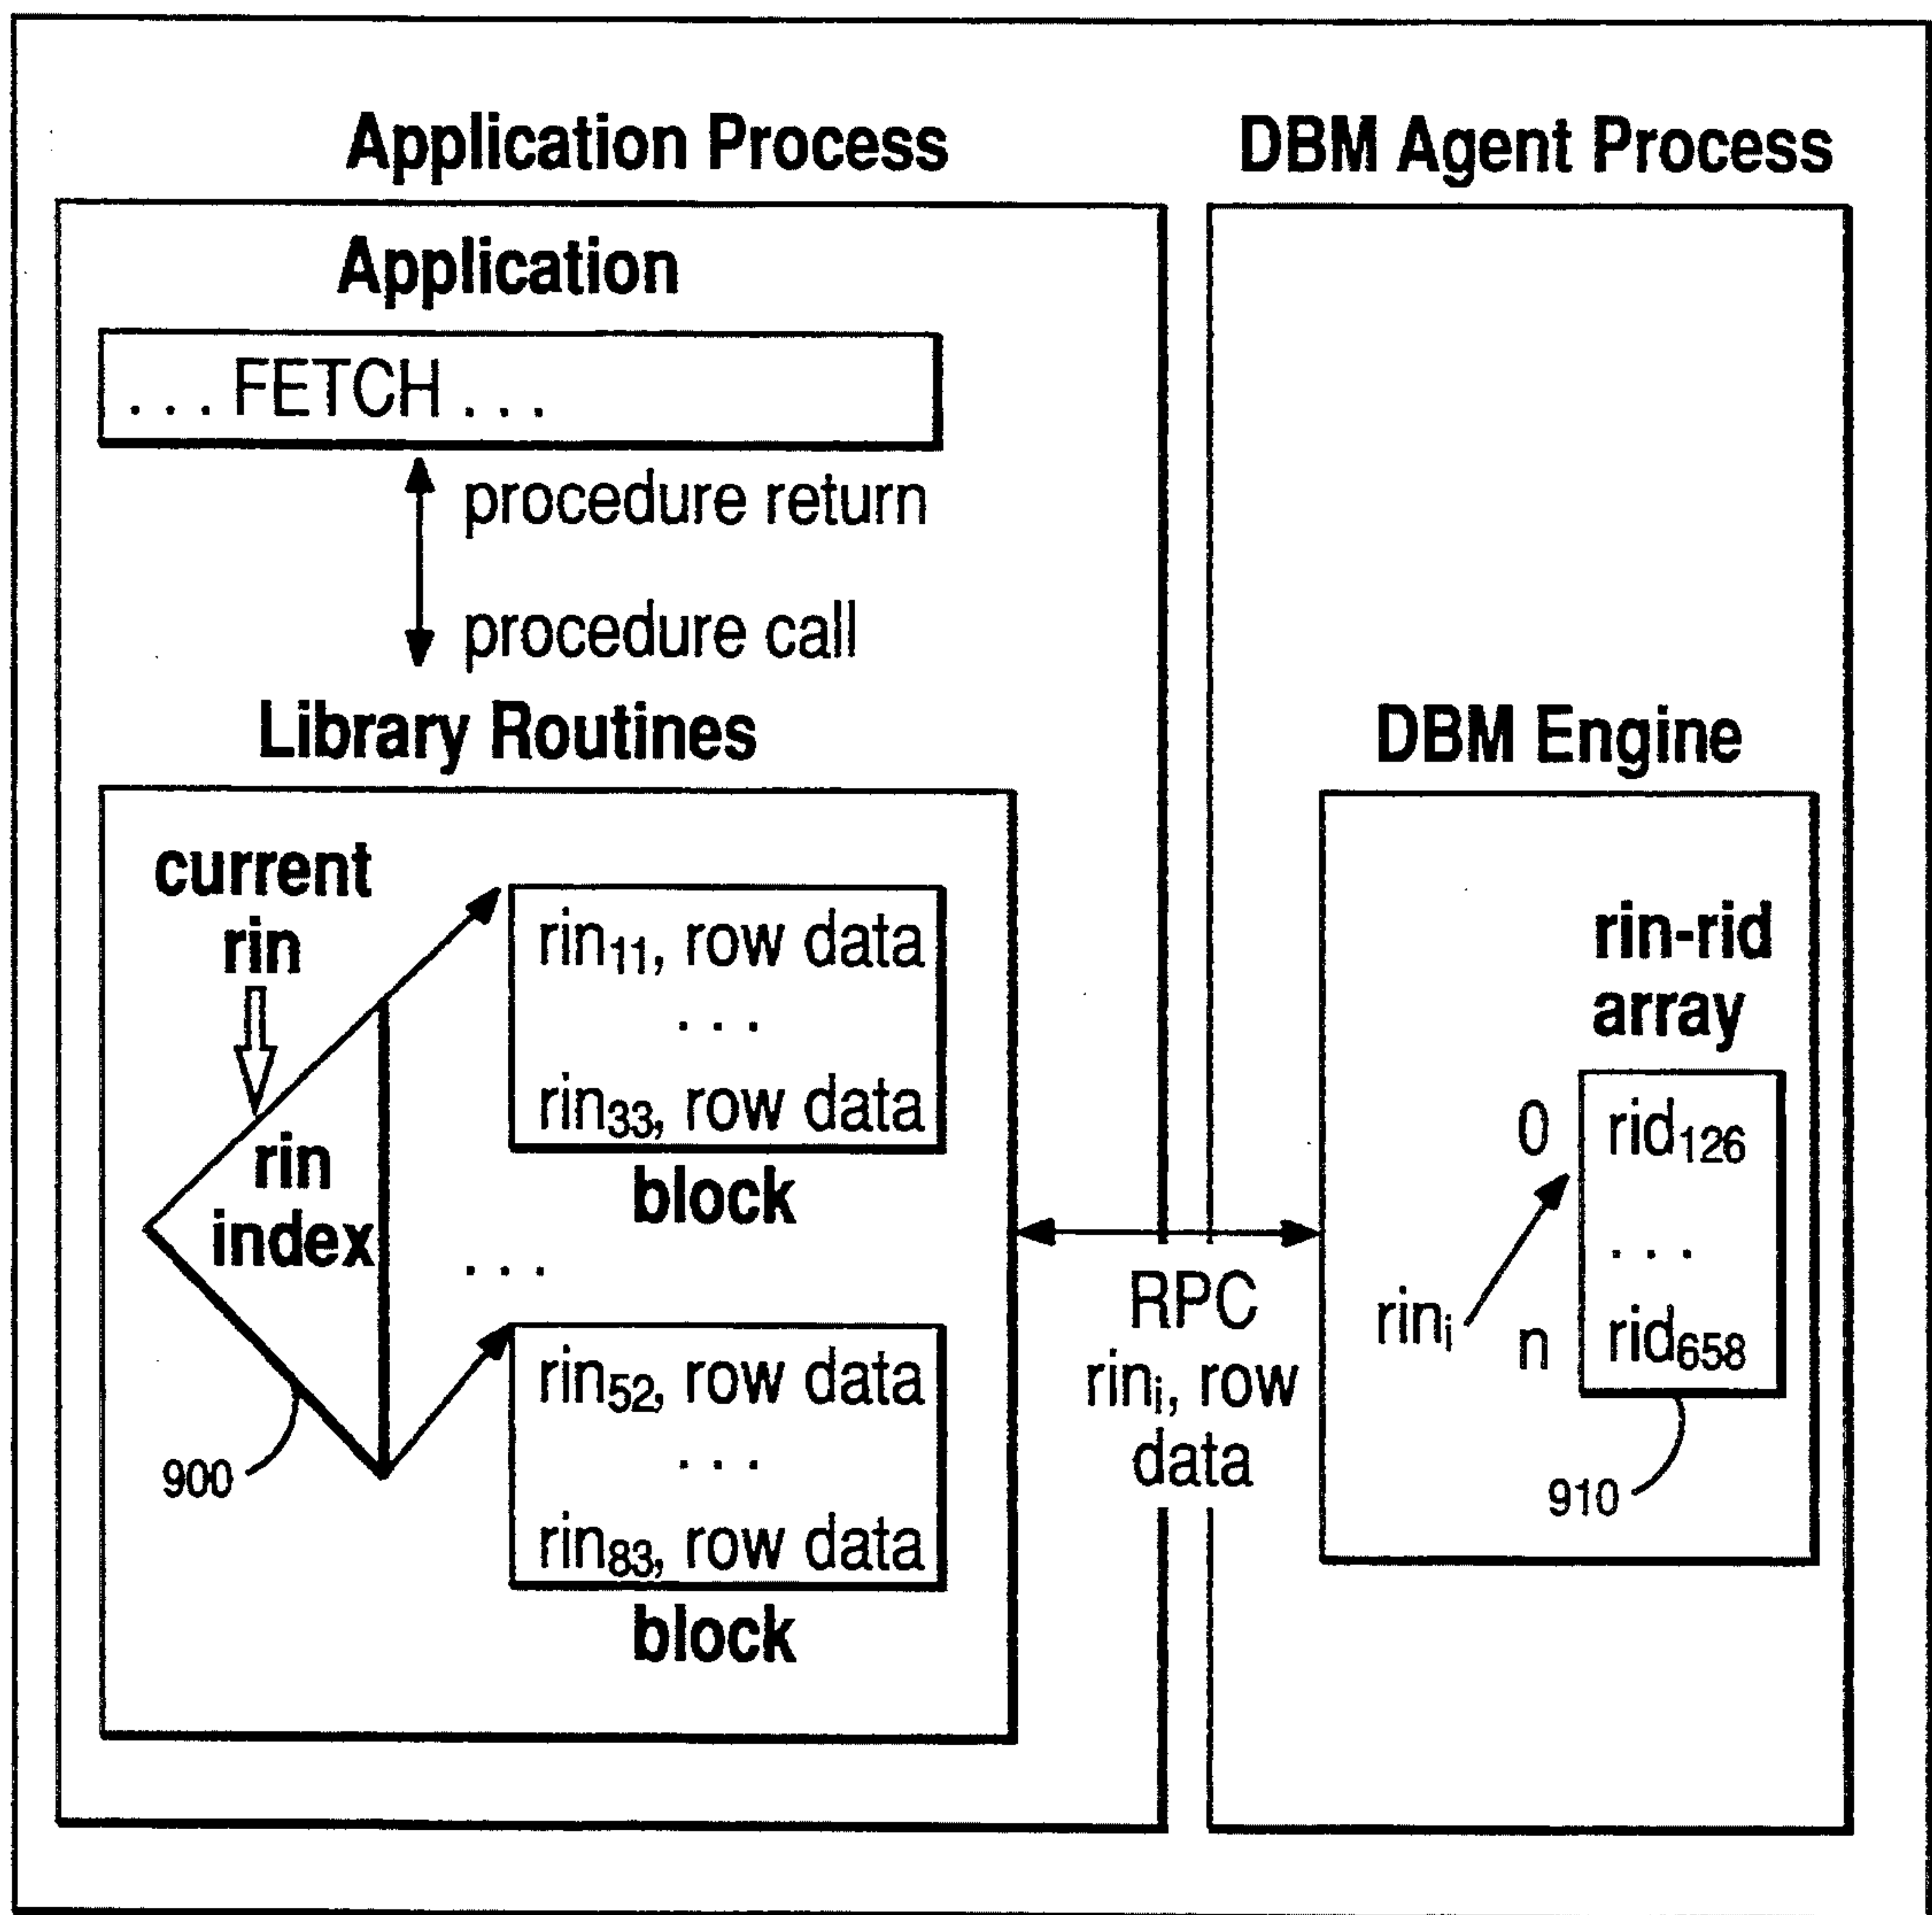 Application Process
DBM Agent Process
Application
. . . FETCH . . .
procedure return
procedure call
Library Routines
DBM Engine
current
rin
rin
index
rin11, row data
. . .
rin33, row data
block
. . .
rin52, row data
. . .
rin83, row data
block
900
RPC
rini, row
data
rin-rid
array
0
rid126
. . .
rini
n
rid658
910